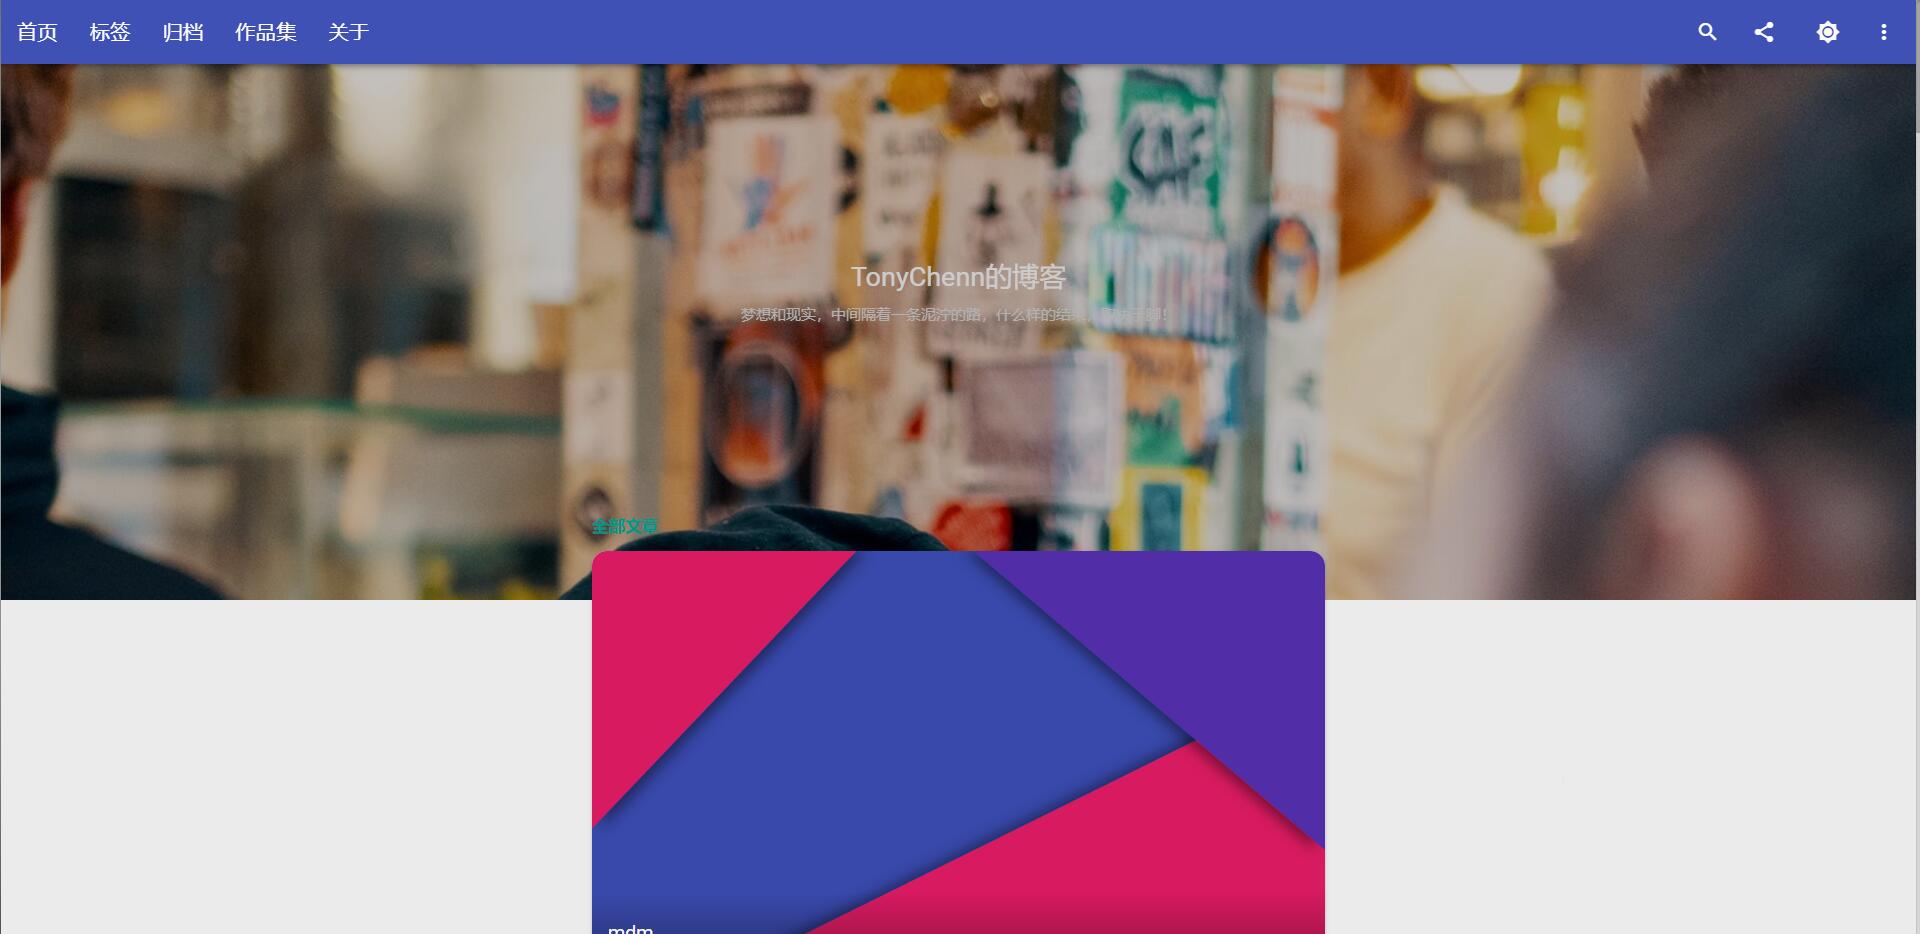 首页 标签 归档 作品集 关于
TonyChenn的博客
梦想和现实，中间隔着一条泥泞的路，什么样的结
全部文章
mdm